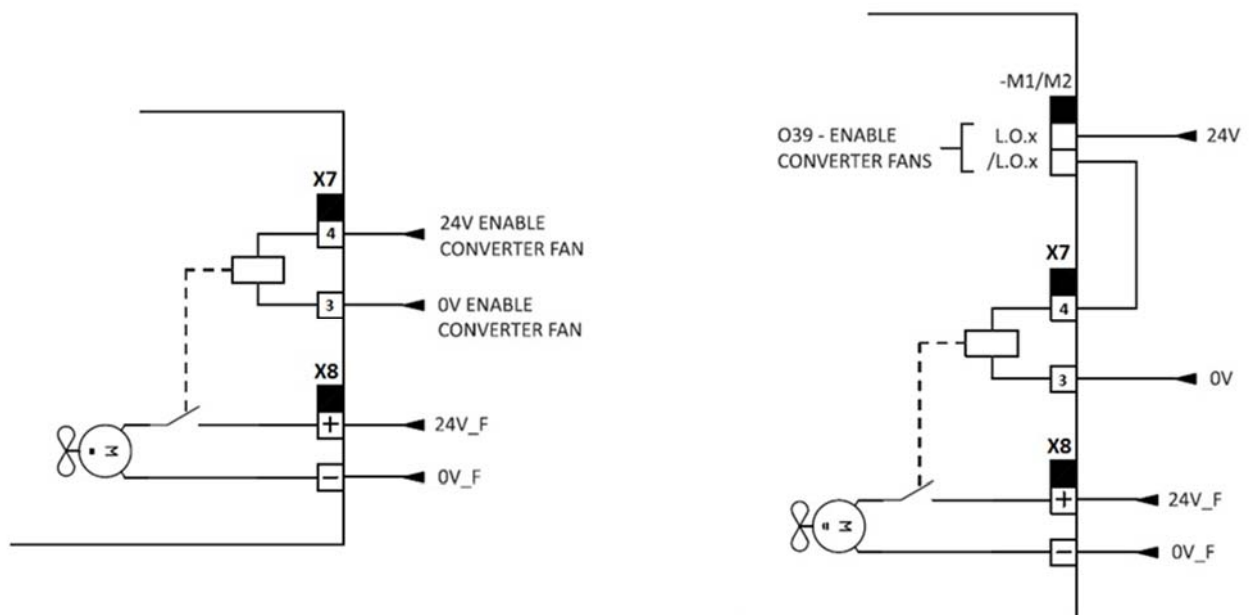 X7
4
24V ENABLE
CONVERTER FAN
3
0V ENABLE
CONVERTER FAN
X8
+
24V_F
M
=
−
0V_F
-M1/M2
O39 - ENABLE
CONVERTER FANS
L.O.x
/L.O.x
24V
X7
4
3
0V
X8
+
24V_F
M
=
−
0V_F